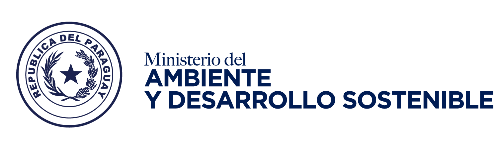 REPUBLICA DEL PARAGUAY
Ministerio del
AMBIENTE
Y DESARROLLO SOSTENIBLE